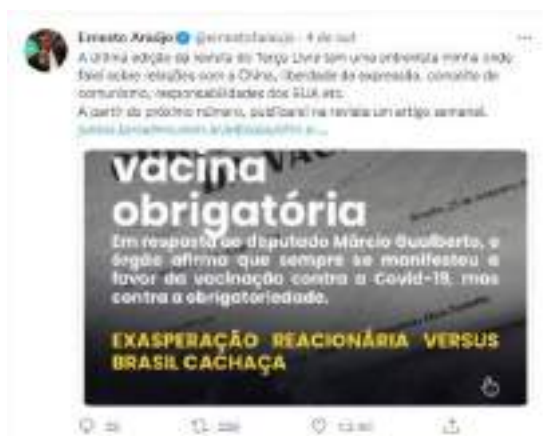 Ernesto Araújo @ernestofaraujo · 4 de out
A última edição da revista do Terça Livre tem uma entrevista minha onde
falei sobre relações com a China, liberdade de expressão, conceito de
comunismo, responsabilidades dos EUA etc.
A partir do próximo número, publicarei na revista um artigo semanal.
vacina
obrigatória
Em resposta ao deputado Márcio Gualberto, o
órgão afirma que sempre se manifestou a
favor da vacinação contra a Covid-19, mas
contra a obrigatoriedade.
EXASPERAÇÃO REACIONÁRIA VERSUS
BRASIL CACHAÇA